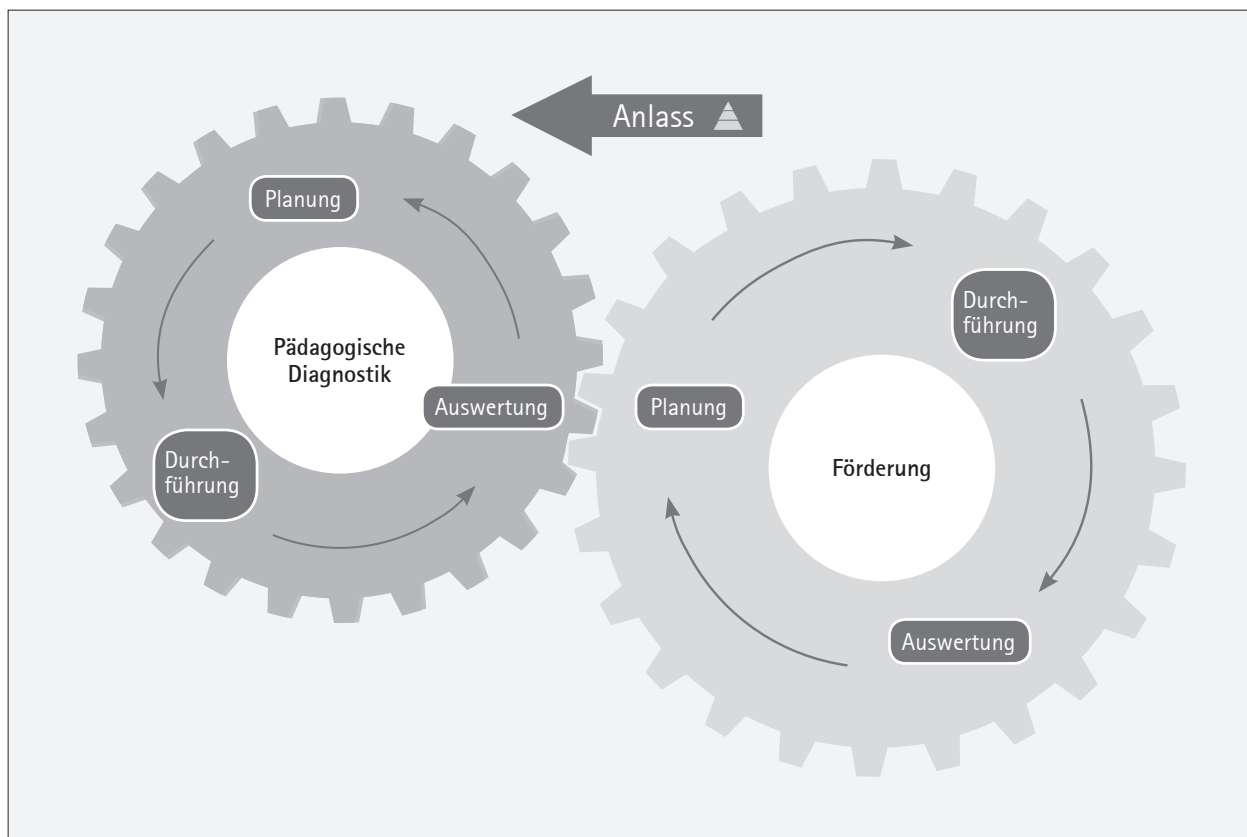 Anlass
Planung
Pädagogische
Diagnostik
Durch-
führung
Auswertung
Planung
Durch-
führung
Förderung
Auswertung